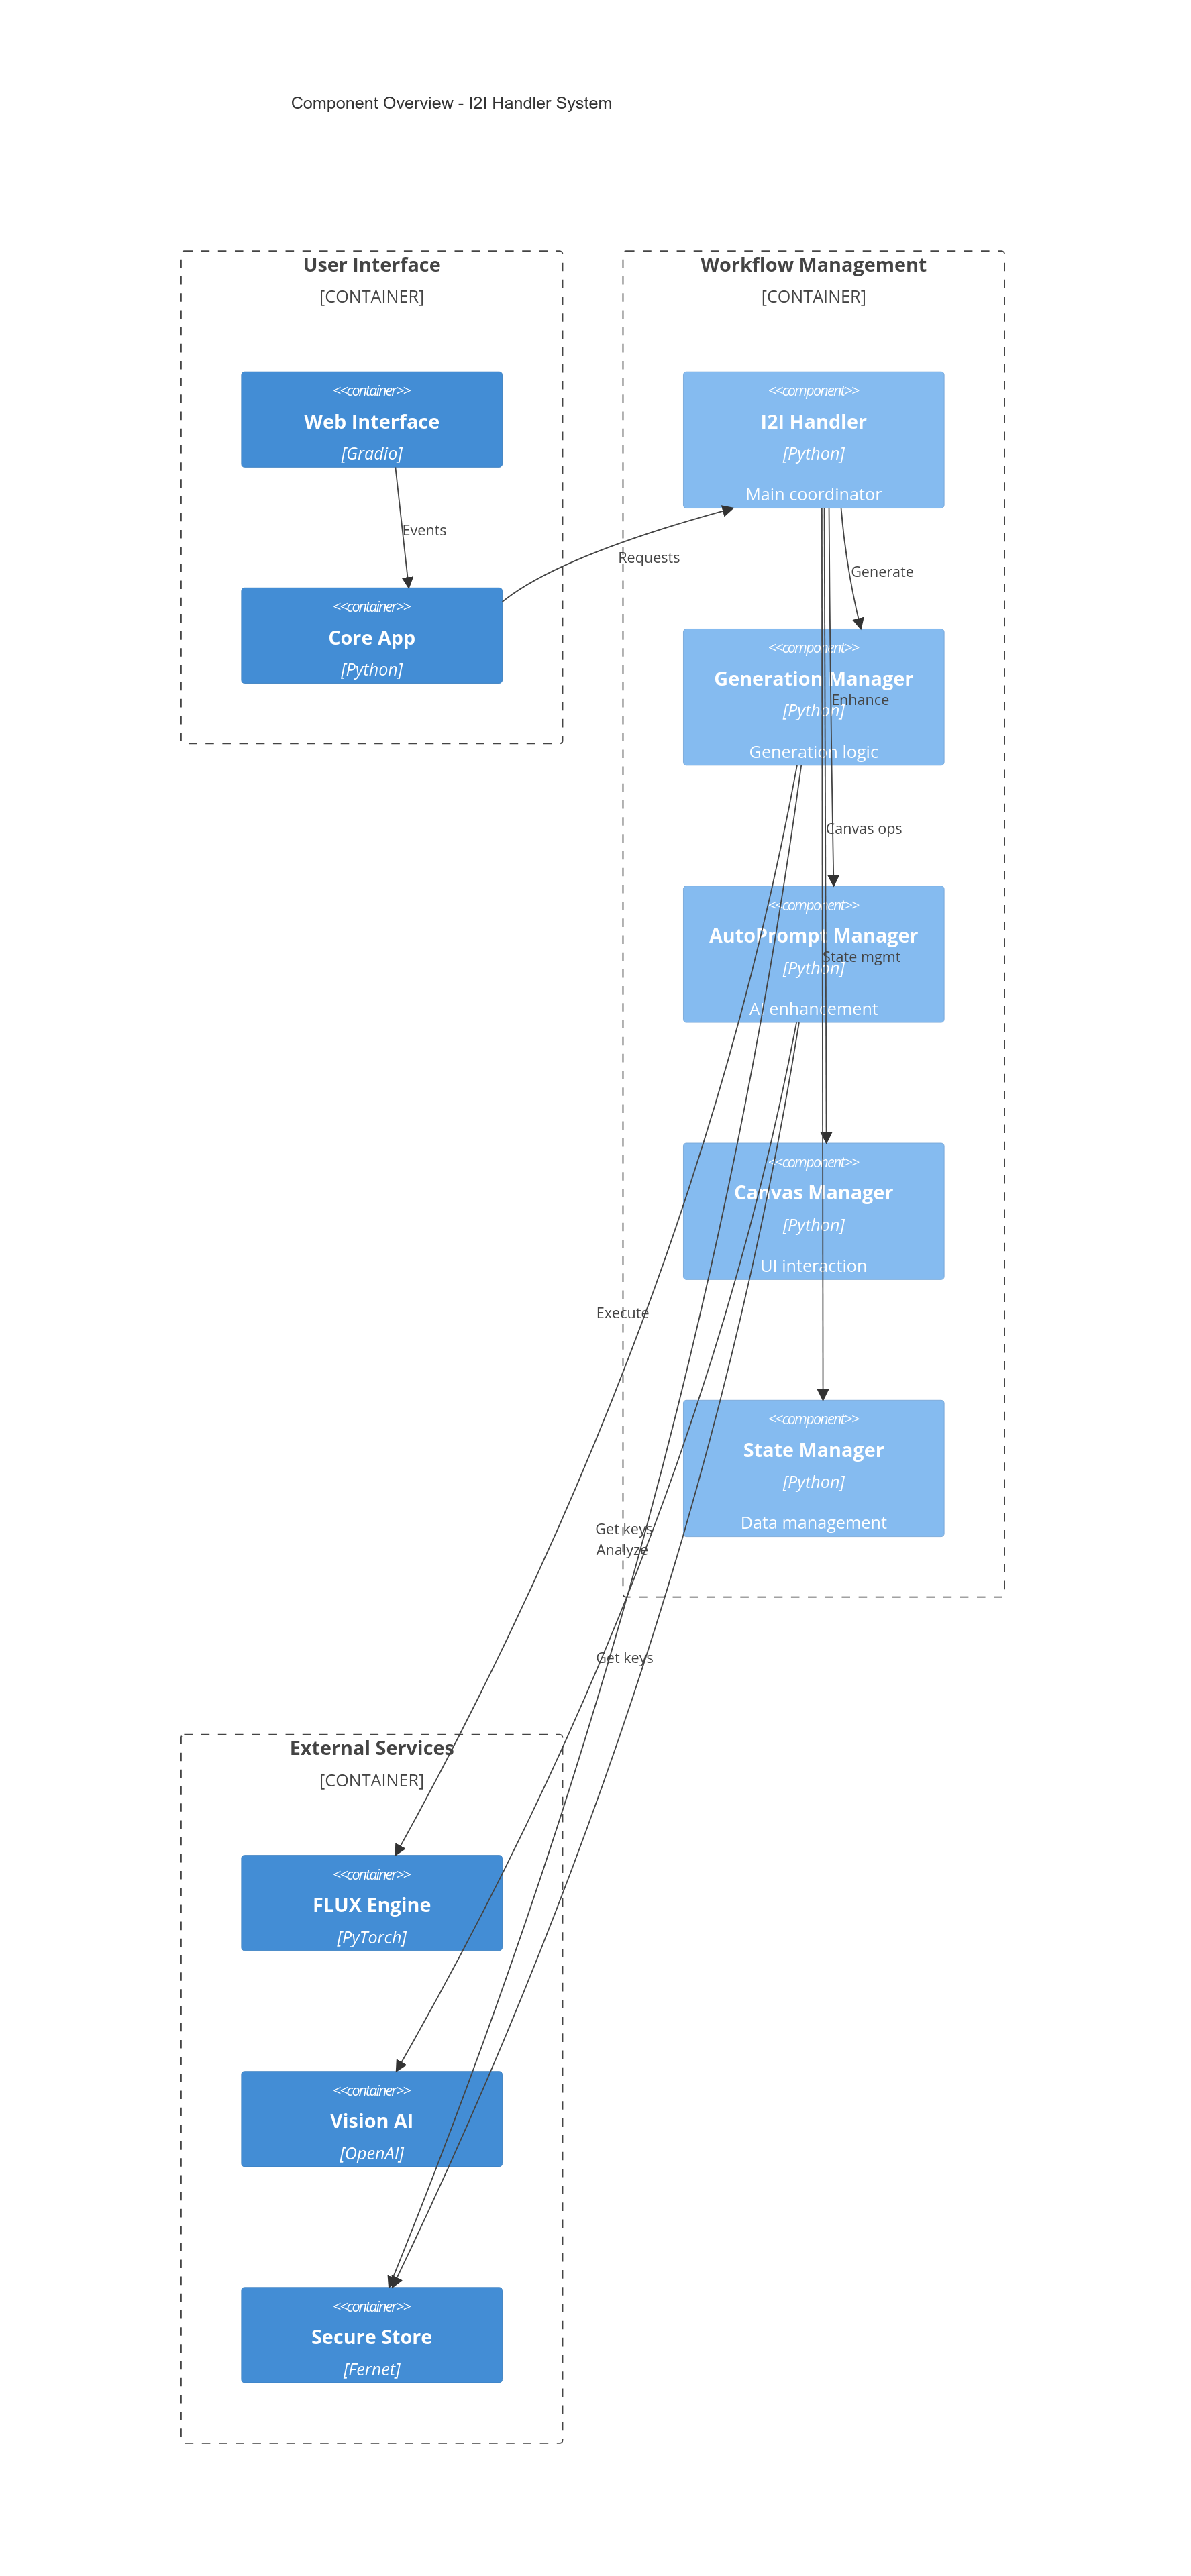 Component Overview - I2I Handler System
User Interface
[CONTAINER]
<<container>>
Web Interface
[Gradio]
Events
<<container>>
Core App
[Python]
Requests
Workflow Management
[CONTAINER]
<<component>>
I2I Handler
[Python]
Main coordinator
Generate
<<component>>
Generation Manager
[Python]
Generation logic
Enhance
Canvas ops
<<component>>
AutoPrompt Manager
[Python]
AI enhancement
State mgmt
<<component>>
Canvas Manager
[Python]
UI interaction
Execute
<<component>>
State Manager
[Python]
Data management
Get keys
Analyze
Get keys
External Services
[CONTAINER]
<<container>>
FLUX Engine
[PyTorch]
<<container>>
Vision AI
[OpenAI]
<<container>>
Secure Store
[Fernet]